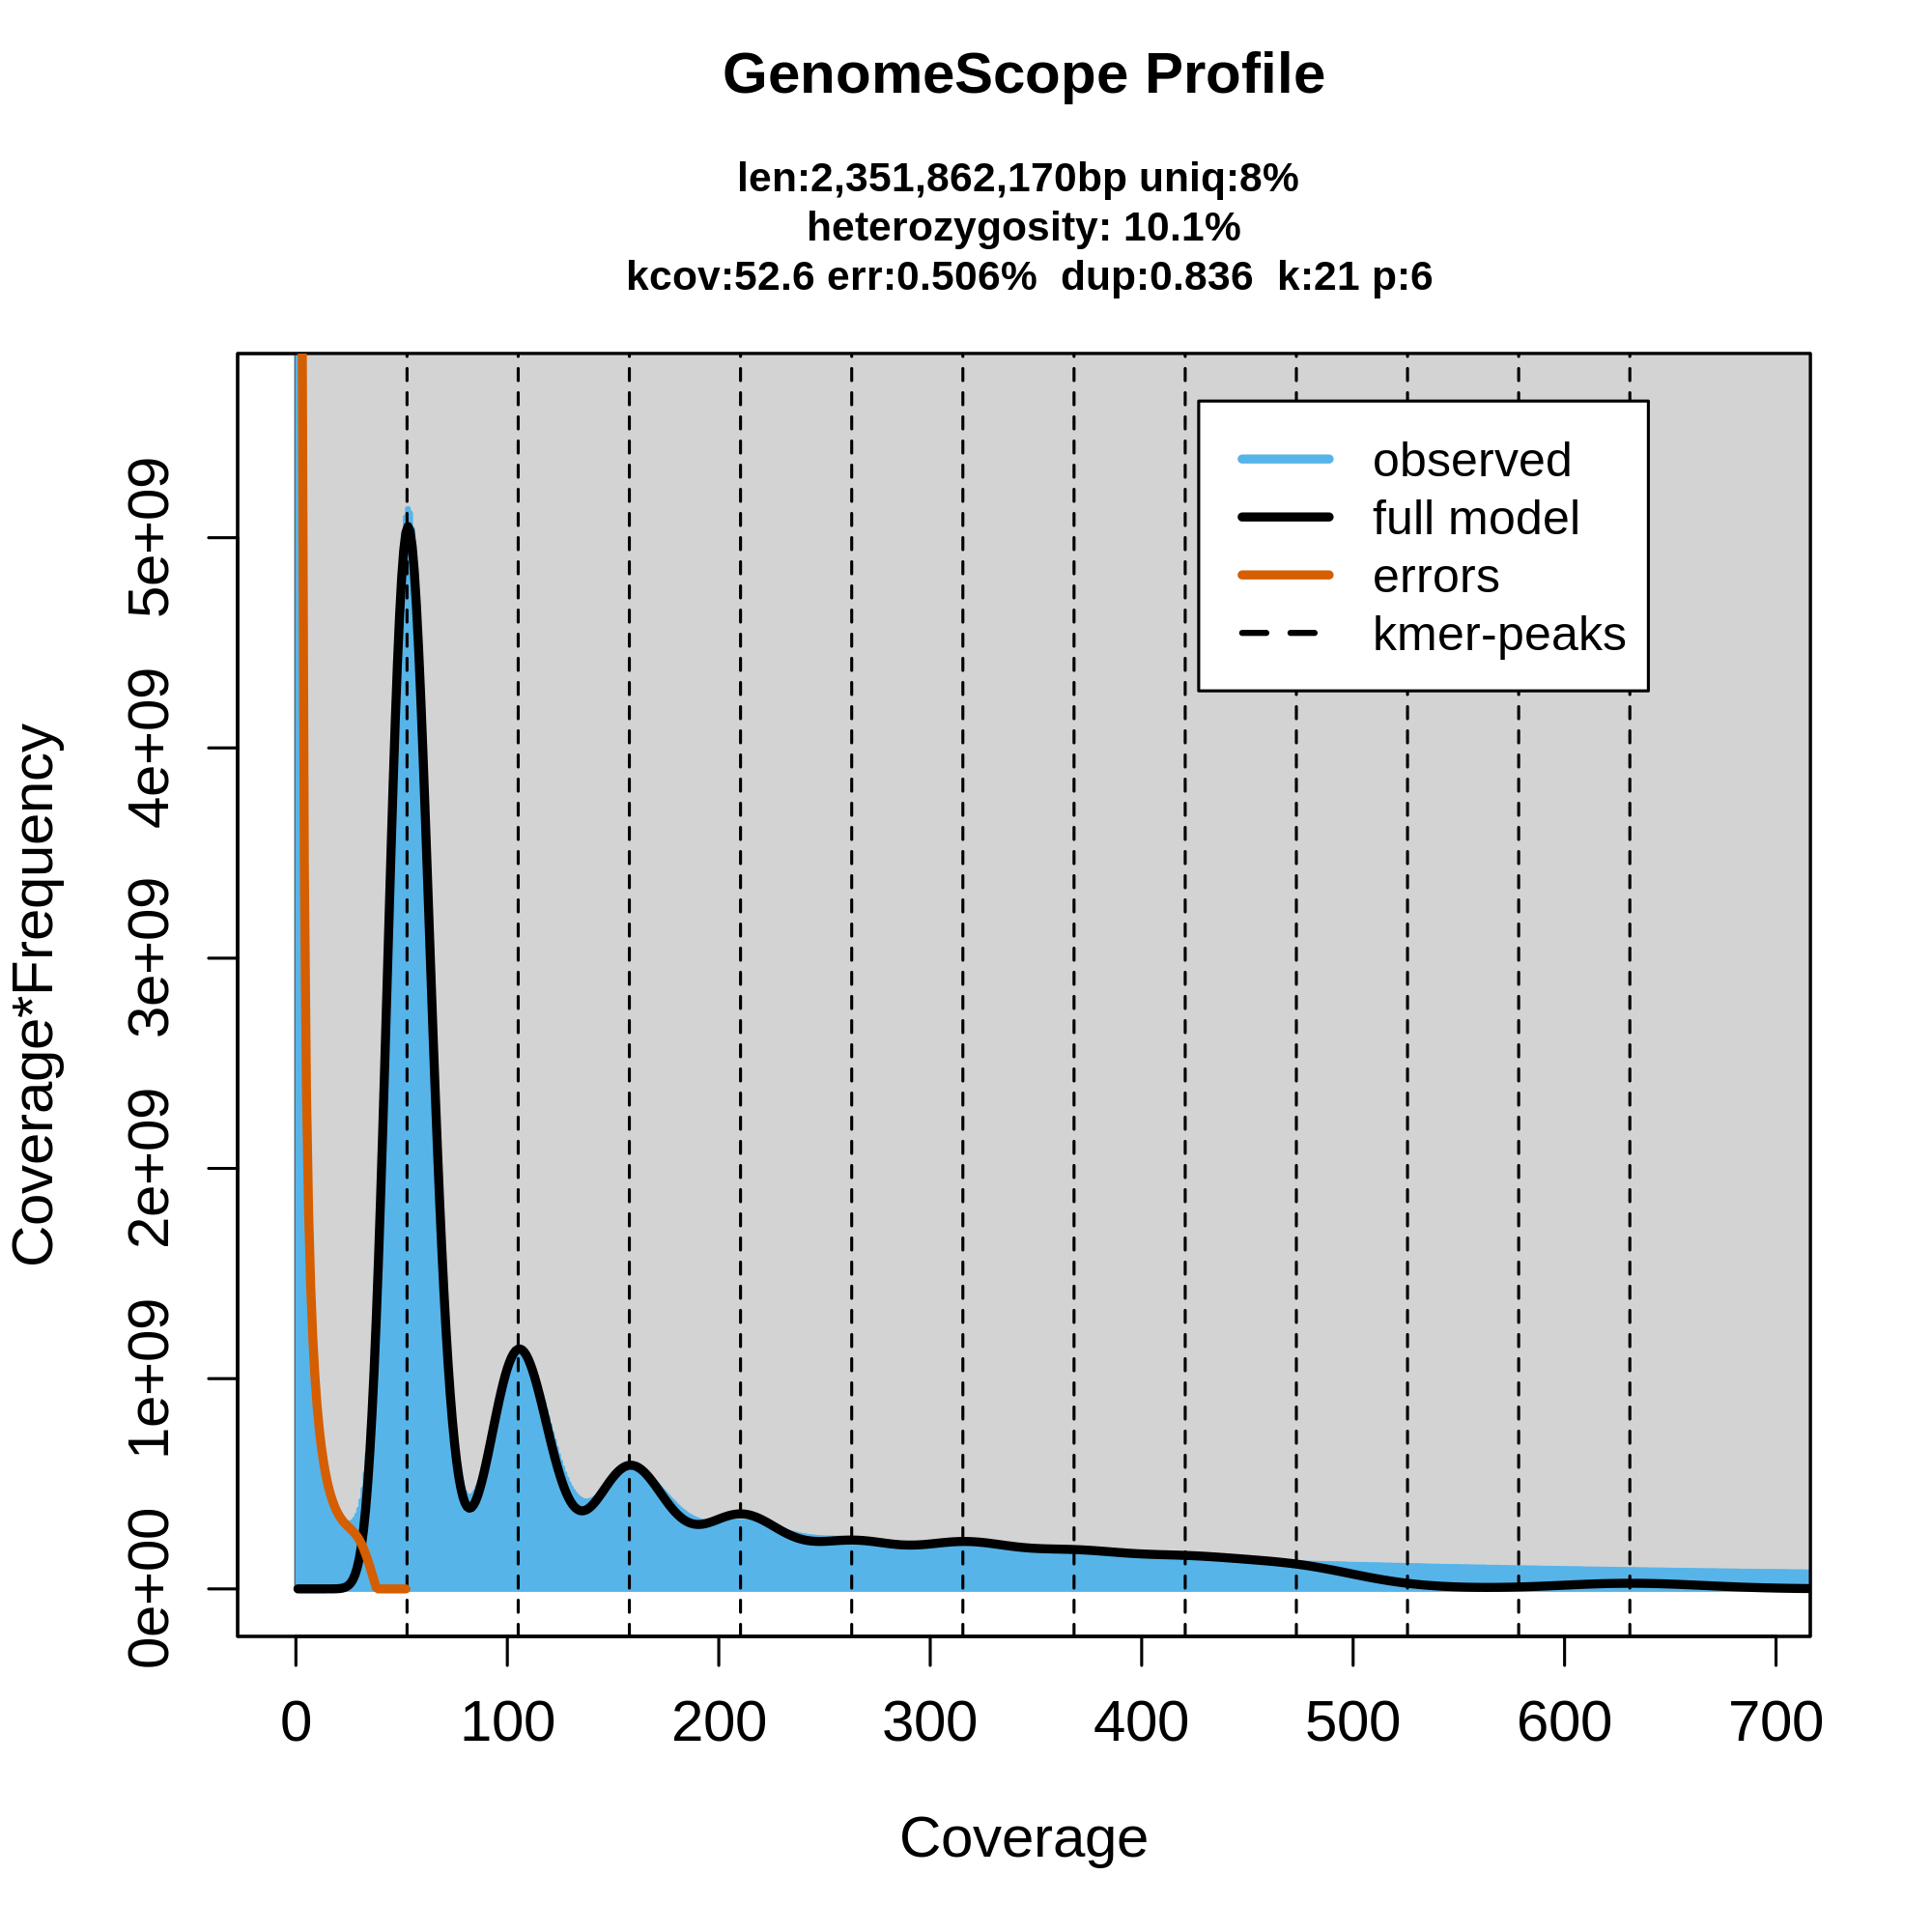 GenomeScope Profile
len:2,351,862,170bp uniq:8%
heterozygosity: 10.1%
kcov:52.6 err:0.506%  dup:0.836  k:21 p:6
observed
full model
errors
kmer-peaks
Coverage*Frequency
5e+09
4e+09
3e+09
2e+09
1e+09
0e+00
0 100 200 300 400 500 600 700
Coverage